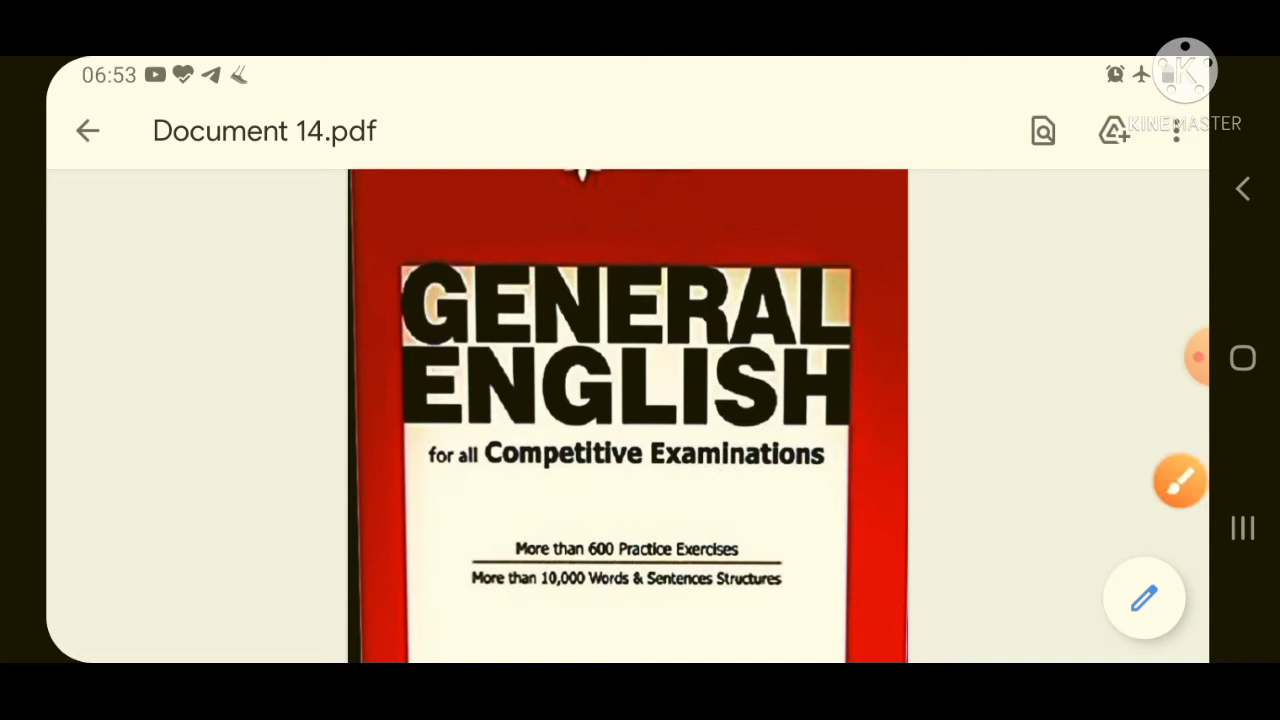 06:53
KINEMASTER
Document 14.pdf
GENERAL
ENGLISH
for all Competitive Examinations
More than 600 Practice Exercises
More than 10,000 Words & Sentences Structures